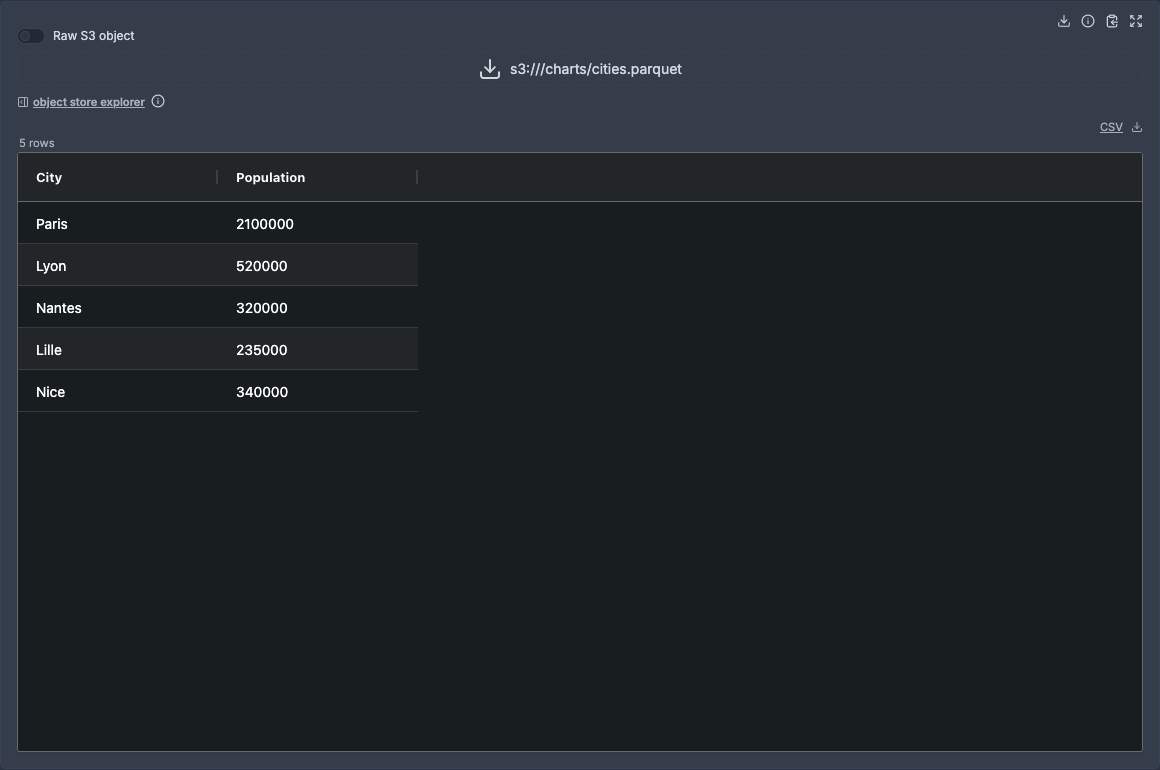 Raw S3 object
s3:///charts/cities.parquet
object store explorer
CSV
5 rows
City Population
Paris 2100000
Lyon 520000
Nantes 320000
Lille 235000
Nice 340000